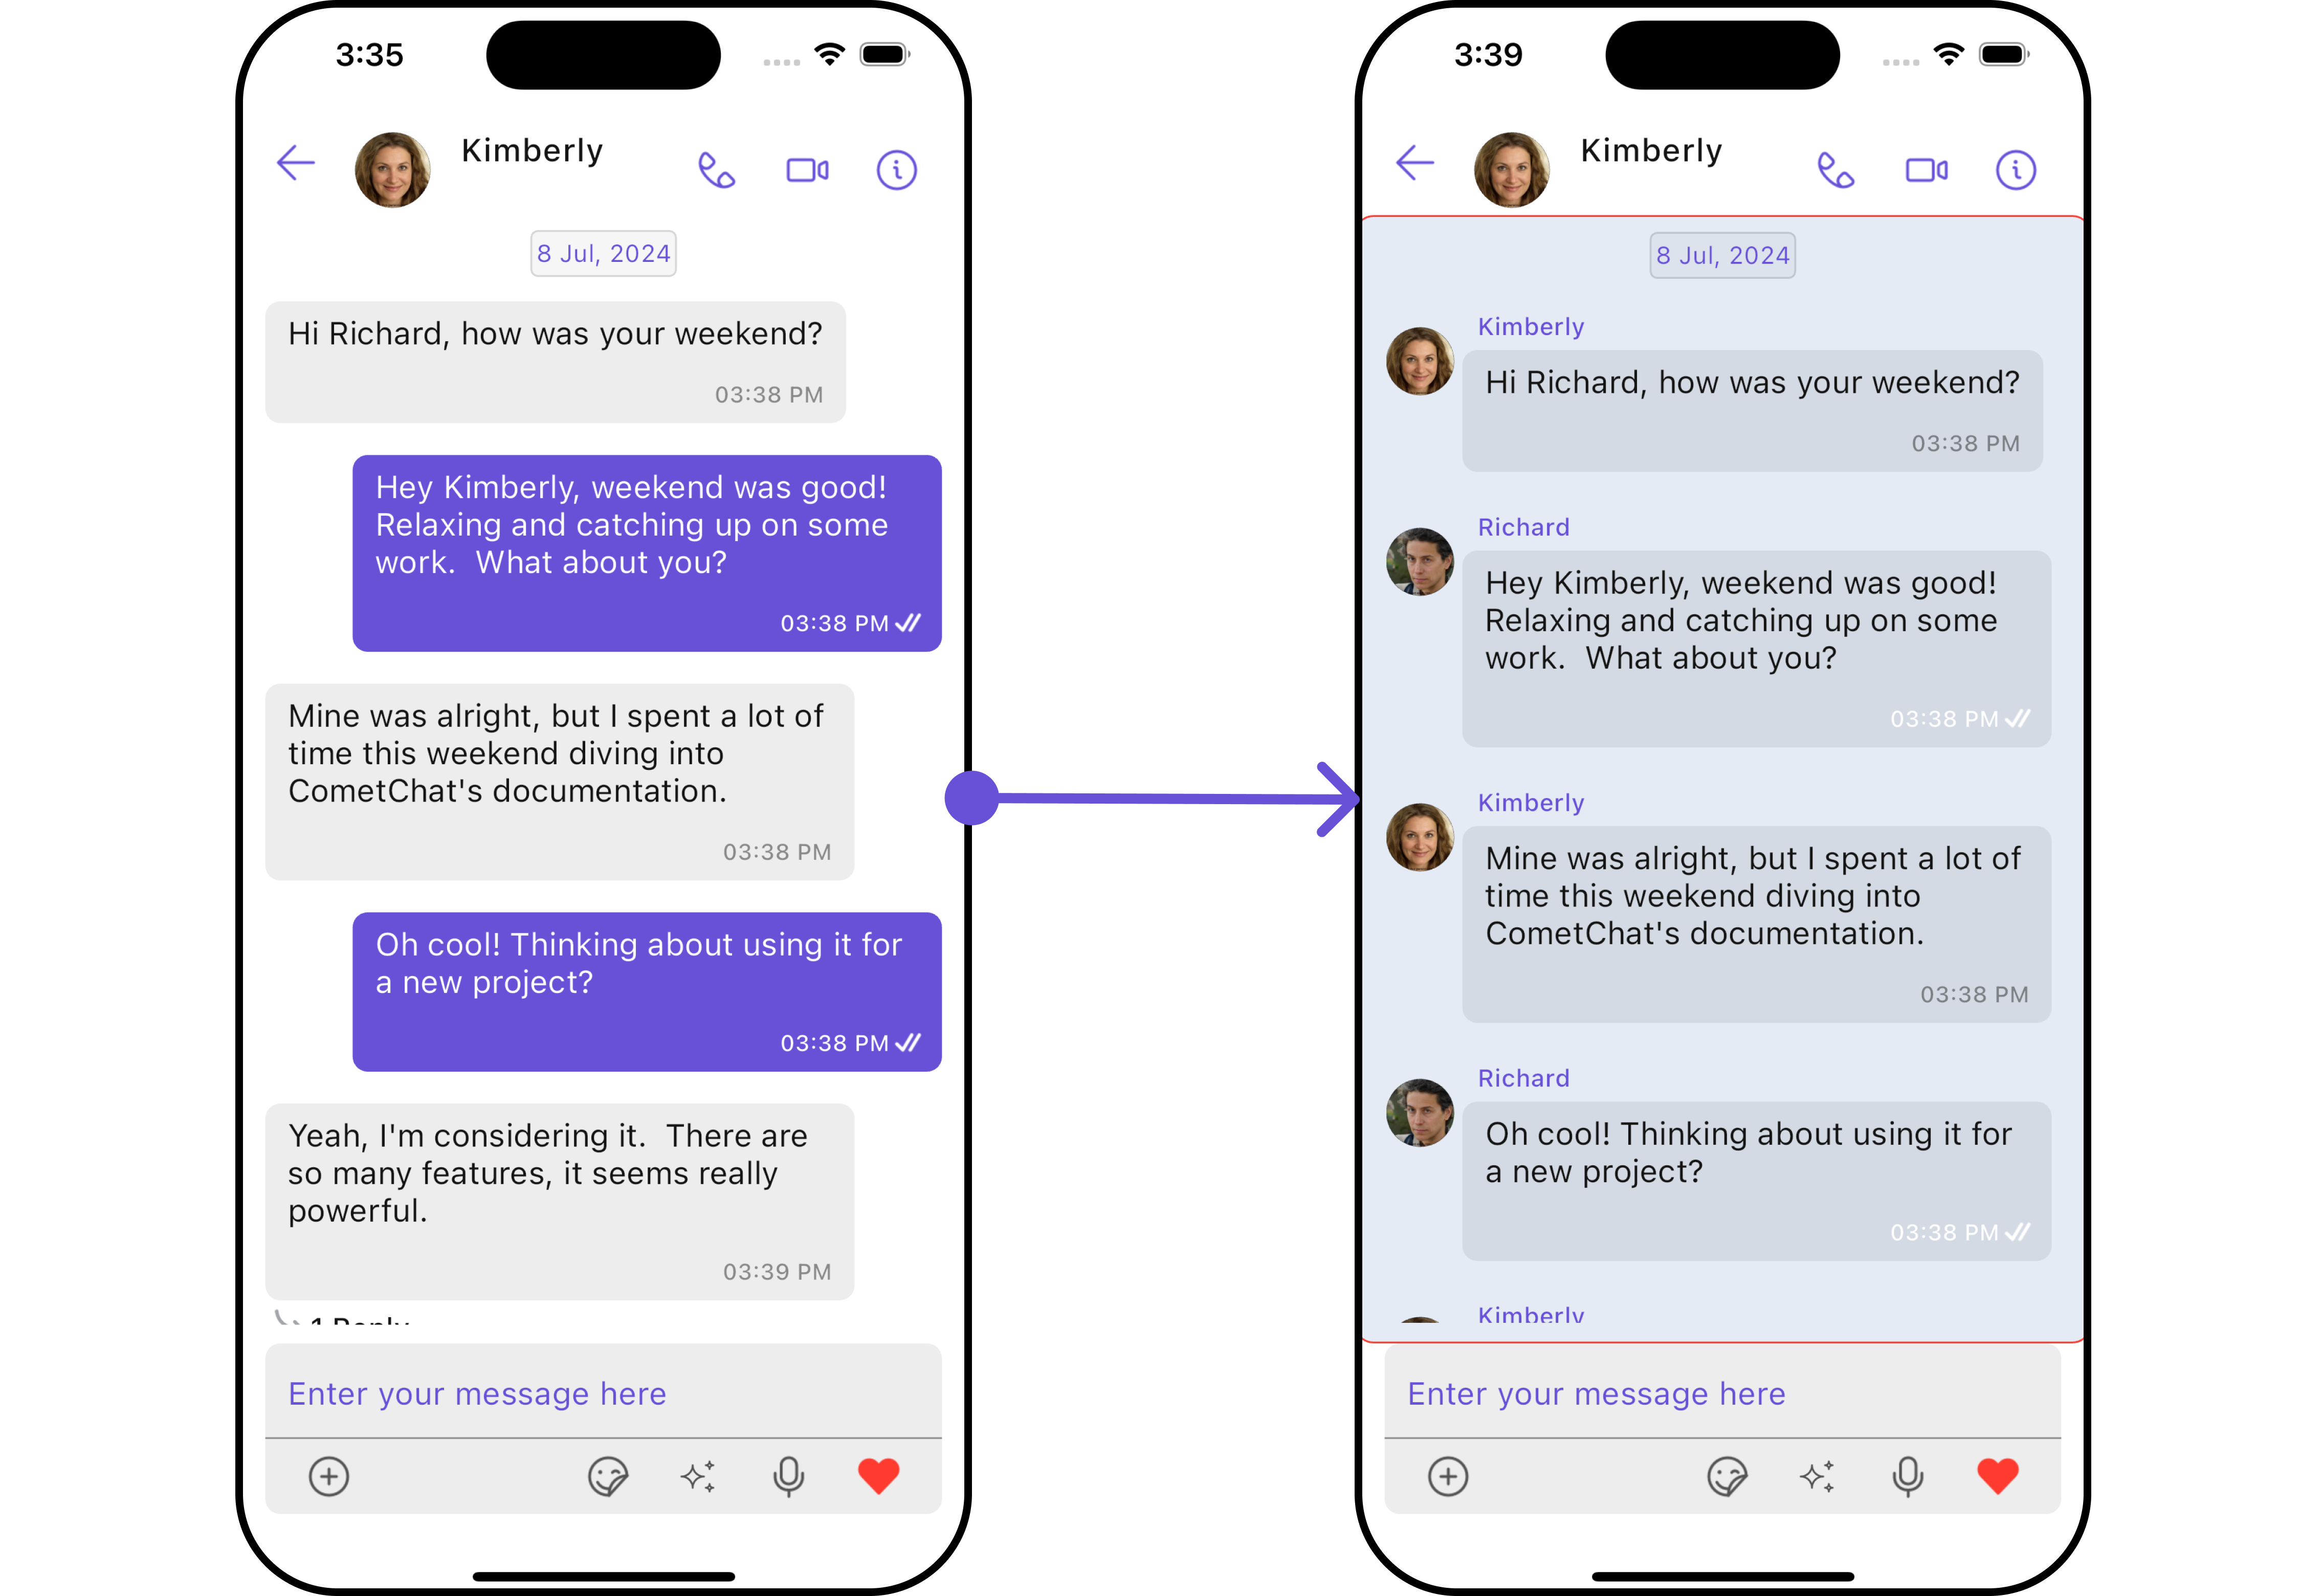 3:35
Kimberly
8 Jul, 2024
Hi Richard, how was your weekend?
03:38 PM
Hey Kimberly, weekend was good!
Relaxing and catching up on some
work.  What about you?
03:38 PM
Mine was alright, but I spent a lot of
time this weekend diving into
CometChat's documentation.
03:38 PM
Oh cool! Thinking about using it for
a new project?
03:38 PM
Yeah, I'm considering it.  There are
so many features, it seems really
powerful.
03:39 PM
1 Reply
Enter your message here
3:39
Kimberly
8 Jul, 2024
Kimberly
Hi Richard, how was your weekend?
03:38 PM
Richard
Hey Kimberly, weekend was good!
Relaxing and catching up on some
work.  What about you?
03:38 PM
Kimberly
Mine was alright, but I spent a lot of
time this weekend diving into
CometChat's documentation.
03:38 PM
Richard
Oh cool! Thinking about using it for
a new project?
03:38 PM
Kimberly
Enter your message here